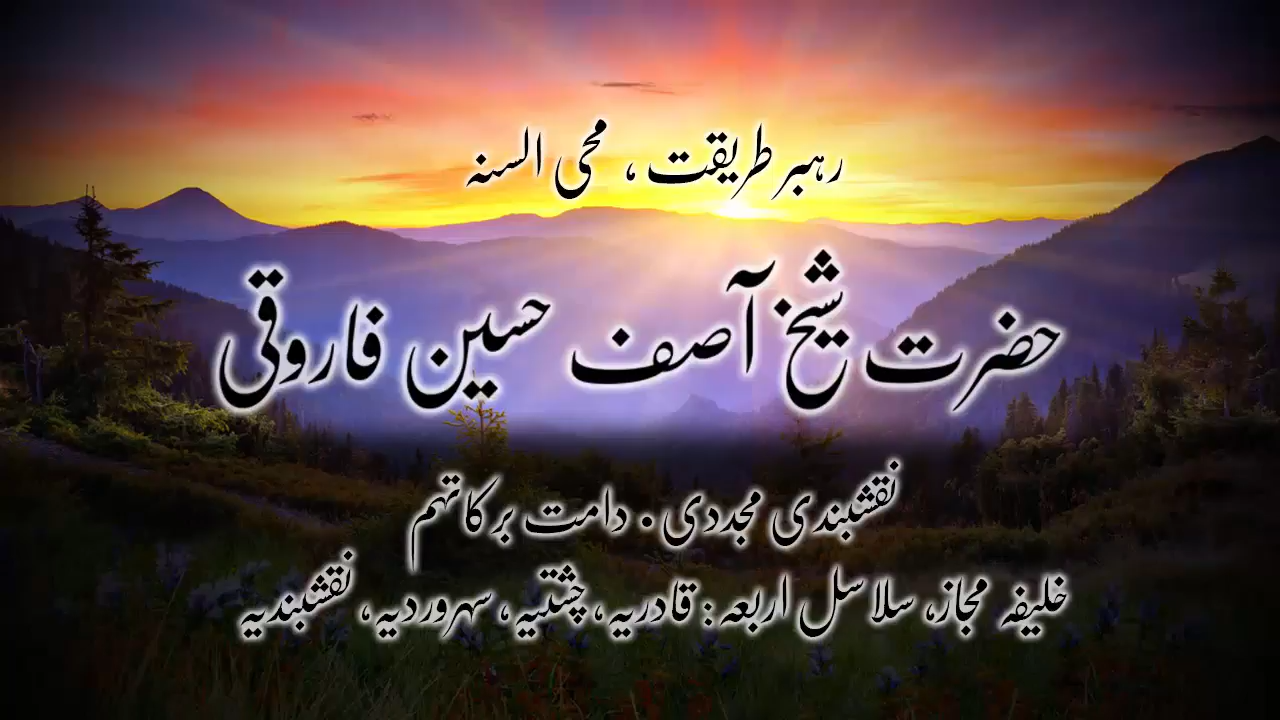 رہبر طریقت ، محی السنہ
حضرت شیخ آصف حسین فاروقی
نقشبندی مجددی . دامت برکاتہم
خلیفہ مجاز، سلاسل اربعہ : قادریہ، چشتیہ، سہروردیہ، نقشبندیہ